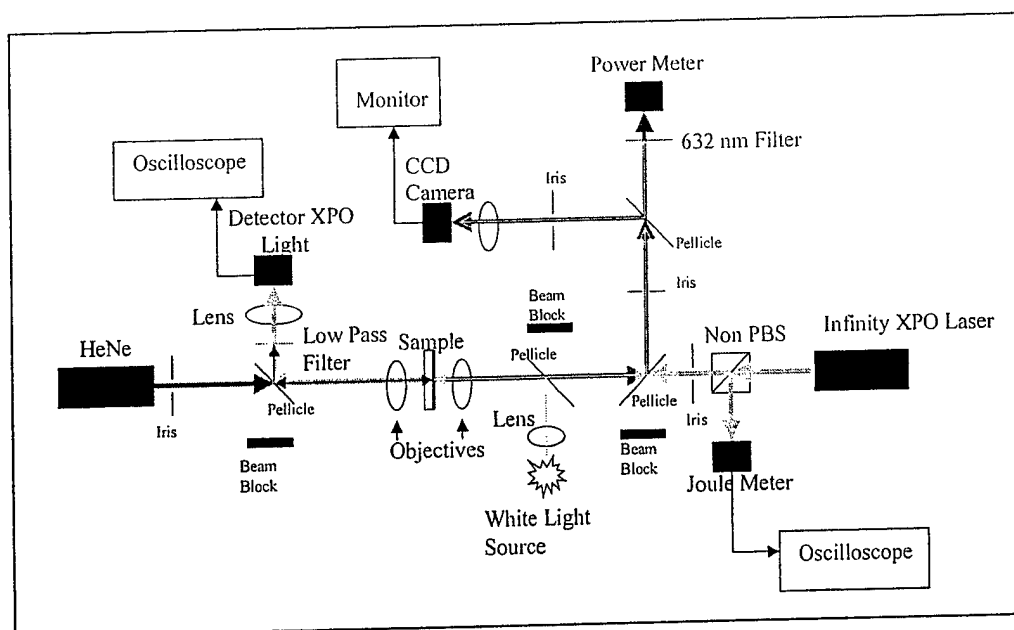 Power Meter
Monitor
632 nm Filter
Oscilloscope
CCD
Camera
Iris
Detector XPO
Light
Pellicle
Iris
Lens
Beam
Block
Low Pass
Filter
Sample
Non PBS
Infinity XPO Laser
HeNe
Pellicle
Pellicle
Iris
Pellicle
Lens
Iris
Objectives
Beam
Block
Beam
Block
Joule Meter
White Light
Source
Oscilloscope